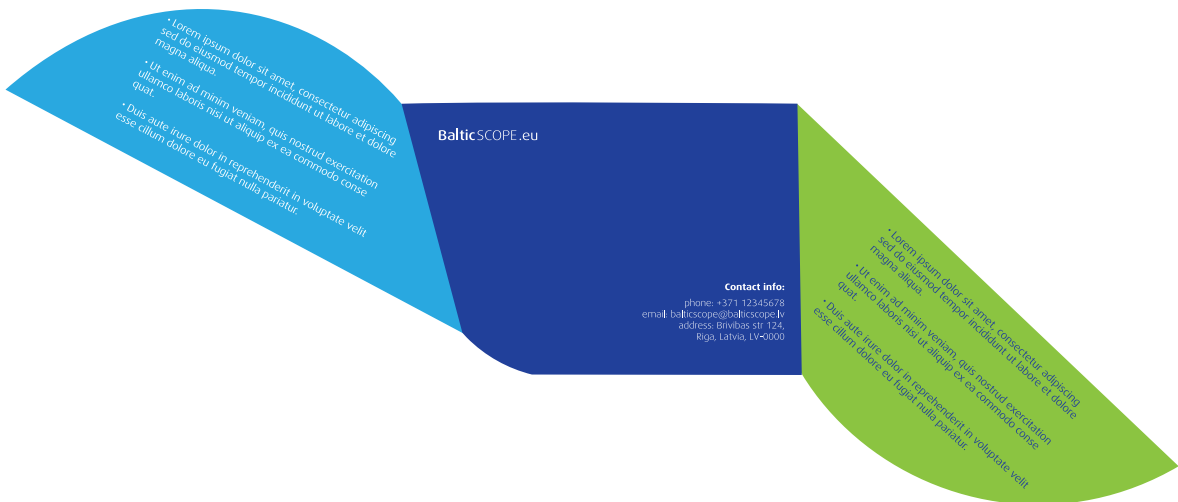 • Lorem ipsum dolor sit amet, consectetur adipiscing
sed do eiusmod tempor incididunt ut labore et dolore
magna aliqua.
• Ut enim ad minim veniam, quis nostrud exercitation
ullamco laboris nisi ut aliquip ex ea commodo conse
quat.
• Duis aute irure dolor in reprehenderit in voluptate velit
esse cillum dolore eu fugiat nulla pariatur.
BalticSCOPE.eu
Contact info:
phone: +371 12345678
email: balticscope@balticscope.lv
address: Brivibas str 124,
Riga, Latvia, LV-0000
• Lorem ipsum dolor sit amet, consectetur adipiscing
sed do eiusmod tempor incididunt ut labore et dolore
magna aliqua.
• Ut enim ad minim veniam, quis nostrud exercitation
ullamco laboris nisi ut aliquip ex ea commodo conse
quat.
• Duis aute irure dolor in reprehenderit in voluptate velit
esse cillum dolore eu fugiat nulla pariatur.